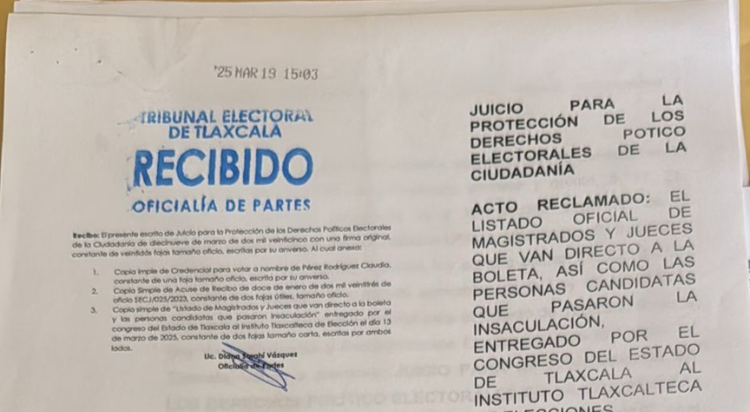 '25 MAR 19 15:03
TRIBUNAL ELECTORAL
DE TLAXCALA
RECIBIDO
OFICIALÍA DE PARTES
Recibo: El presente escrito de Juicio para la Protección de los Derechos Políticos Electorales
de la Ciudadanía de diecinueve de marzo de dos mil veinticinco con una firma original,
constante de veintidós fojas tamaño oficio, escritas por su anverso. Al cual anexa:
1. Copia imple de Credencial para votar a nombre de Pérez Rodríguez Claudia,
constante de una foja tamaño oficio, escrita por su anverso.
2. Copia Simple de Acuse de Recibo de doce de enero de dos mil veintitrés de
oficio SECJ/025/2023, constante de dos fojas útiles, tamaño oficio.
3. Copia simple de "Listado de Magistrados y Jueces que van directo a la boleta
y las personas candidatas que pasaron insaculación" entregado por el
congreso del Estado de Tlaxcala al Instituto Tlaxcalteca de Elección el día 13
de marzo de 2025, constante de dos fojas tamaño carta, escritas por ambos
lados.
Lic. Diana Vázquez
Oficialía de Partes
JUICIO PARA LA
PROTECCIÓN DE LOS
DERECHOS POTICO
ELECTORALES DE LA
CIUDADANÍA
ACTO RECLAMADO: EL
LISTADO OFICIAL DE
MAGISTRADOS Y JUECES
QUE VAN DIRECTO A LA
BOLETA, ASÍ COMO LAS
PERSONAS CANDIDATAS
QUE PASARON LA
INSACULACIÓN,
ENTREGADO POR EL
CONGRESO DEL ESTADO
DE TLAXCALA AL
INSTITUTO TLAXCALTECA